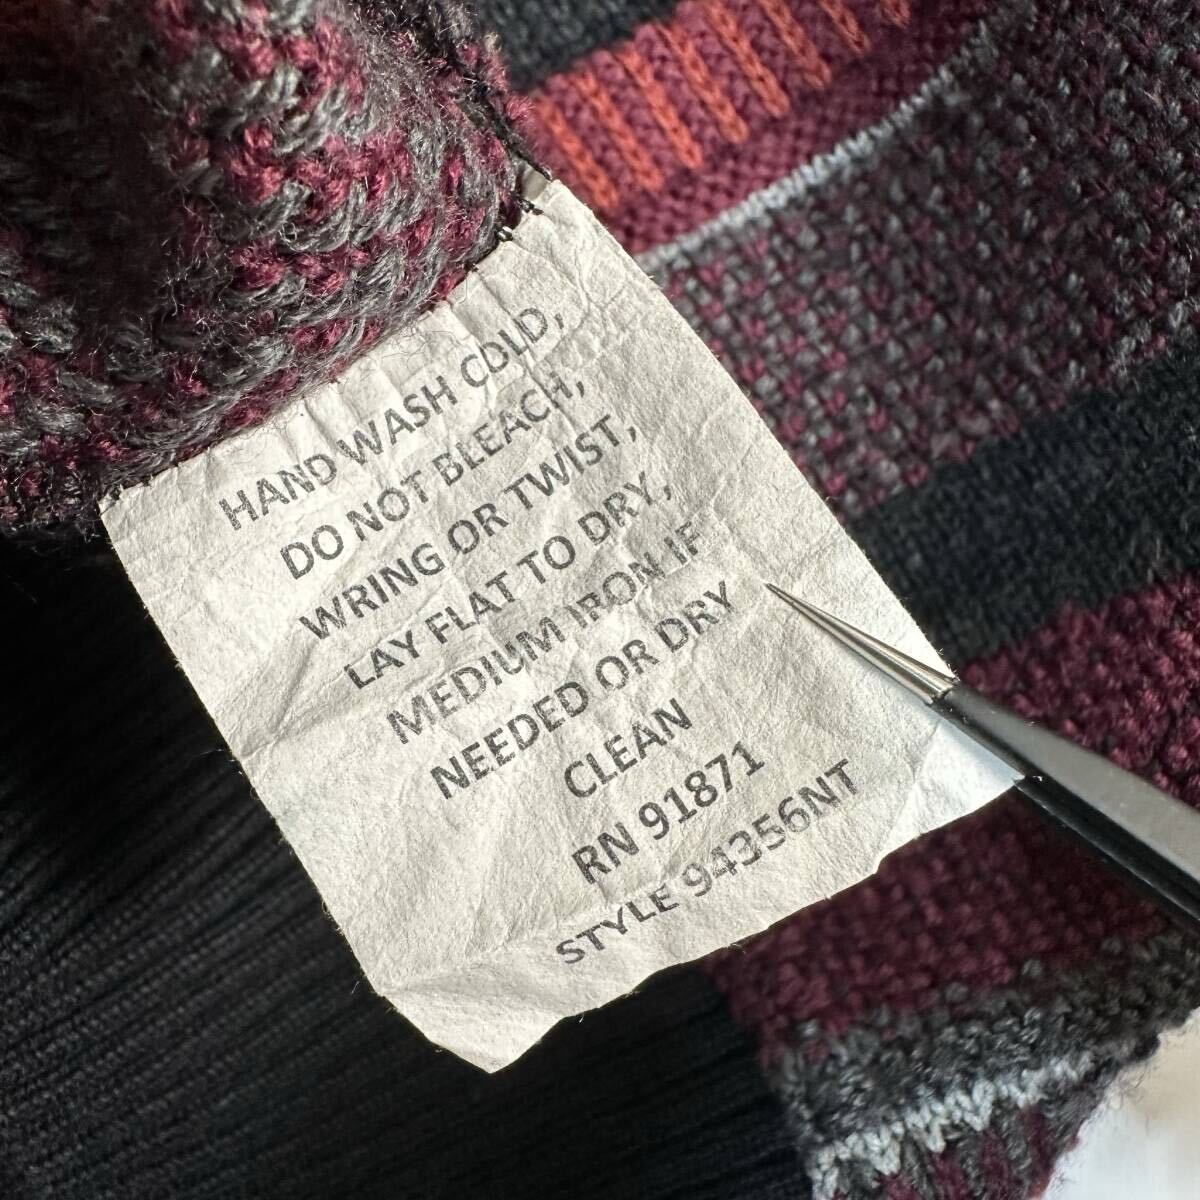 HAND WASH COLD,
DO NOT BLEACH,
WRING OR TWIST,
LAY FLAT TO DRY,
MEDIUM IRON IF
NEEDED OR DRY
CLEAN
RN 91871
STYLE 94356NT